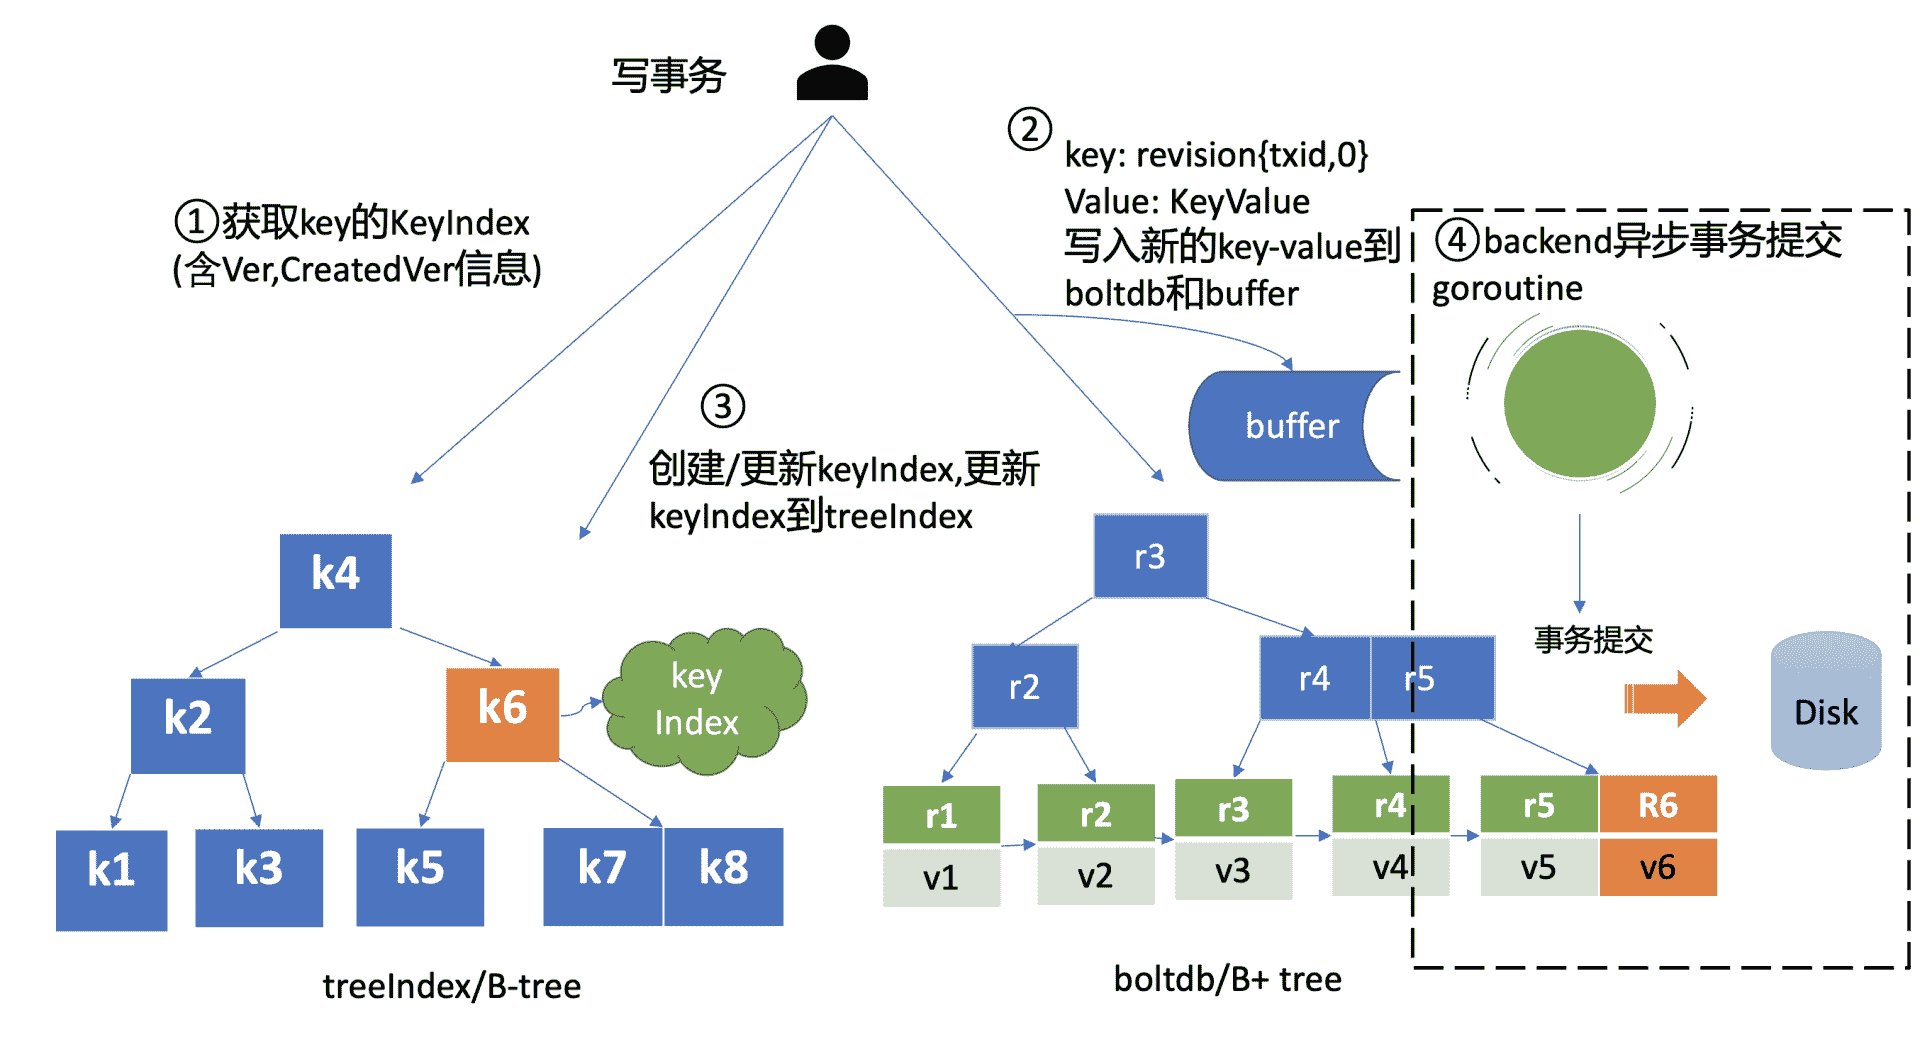 写事务
②
key: revision{txid,0}
Value: KeyValue
写入新的key-value到
boltdb和buffer
①获取key的KeyIndex
(含Ver,CreatedVer信息)
④backend异步事务提交
goroutine
buffer
③
创建/更新keyIndex,更新
keyIndex到treeIndex
k4
r3
事务提交
key
Index
k2
k6
r2
r4
r5
Disk
k1
k3
k5
k7
k8
r1
r2
r3
r4
r5
R6
v1
v2
v3
v4
v5
v6
treeIndex/B-tree
boltdb/B+ tree